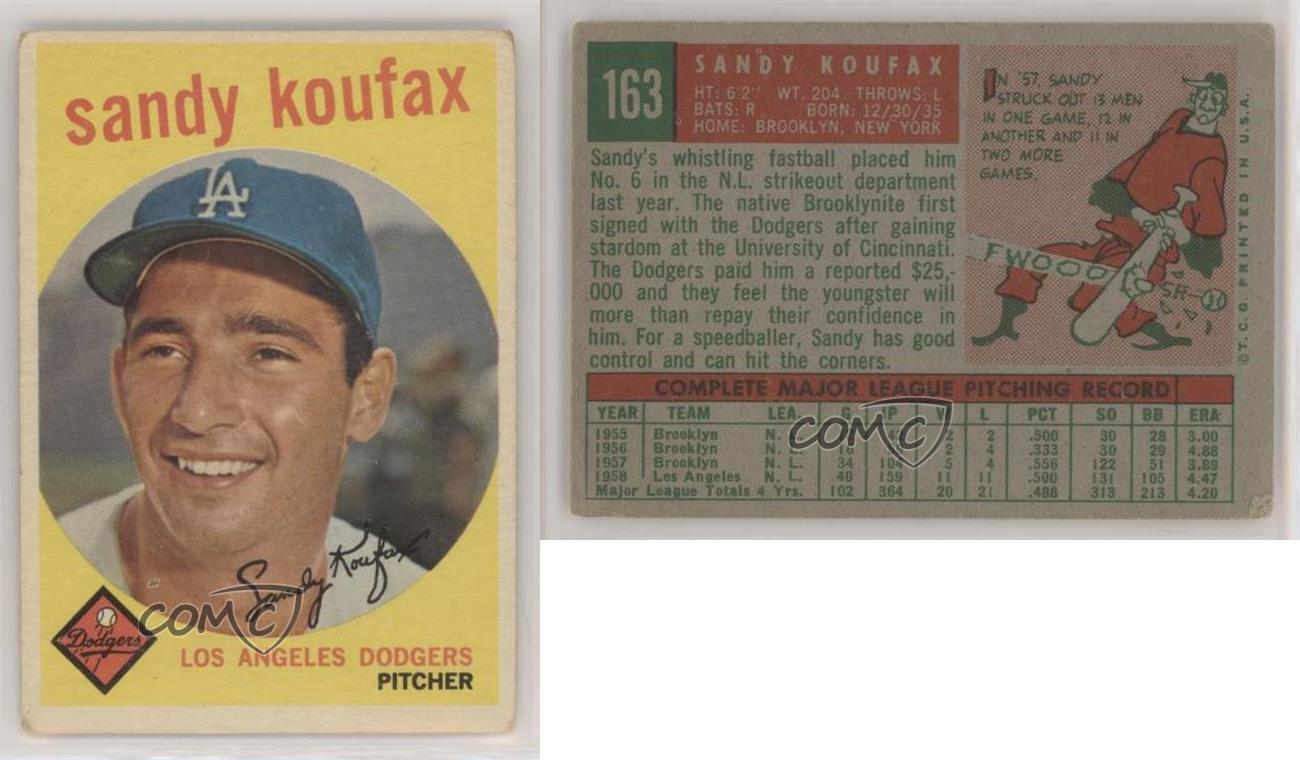 sandy koufax
LA
Sandy Koufax
Dodgers
COMC
LOS ANGELES DODGERS
PITCHER
163
SANDY KOUFAX
HT: 6'2" WT. 204 THROWS: L
BATS: R BORN: 12/30/35
HOME: BROOKLYN, NEW YORK
Sandy's whistling fastball placed him
No. 6 in the N.L. strikeout department
last year. The native Brooklynite first
signed with the Dodgers after gaining
stardom at the University of Cincinnati.
The Dodgers paid him a reported $25,-
000 and they feel the youngster will
more than repay their confidence in
him. For a speedballer, Sandy has good
control and can hit the corners.
IN '57, SANDY
STRUCK OUT 13 MEN
IN ONE GAME, 12 IN
ANOTHER AND 11 IN
TWO MORE
GAMES.
FWOOO
©T.C.G. PRINTED IN U.S.A.
COMPLETE MAJOR LEAGUE PITCHING RECORD
YEAR TEAM LEA. G IP W L PCT SO BB ERA
1955 Brooklyn N. 2 2 .500 30 28 3.00
1956 Brooklyn N. 16 2 4 .333 30 29 4.88
1957 Brooklyn N. L. 34 104 5 4 .556 122 51 3.89
1958 Los Angeles N. L. 40 159 11 11 .500 131 105 4.47
Major League Totals 4 Yrs. 102 364 20 21 .488 313 213 4.20
COMC